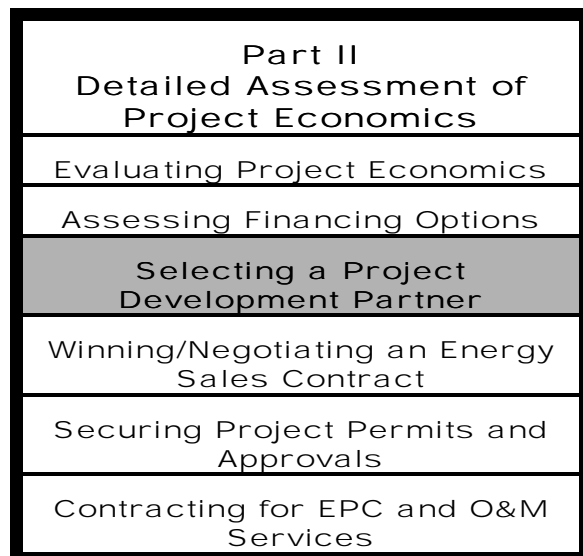 Part II
Detailed Assessment of
Project Economics
Evaluating Project Economics
Assessing Financing Options
Selecting a Project
Development Partner
Winning/Negotiating an Energy
Sales Contract
Securing Project Permits and
Approvals
Contracting for EPC and O&M
Services